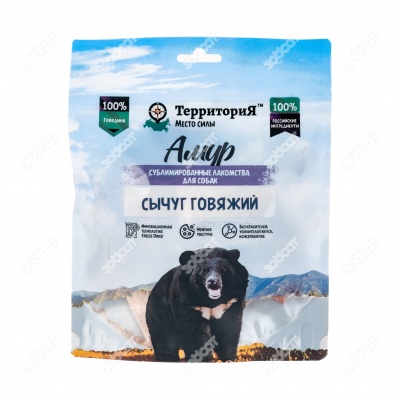 100%
Говядина
ТерриториЯ™
Место силы
100%
Российские
ингредиенты
Амур
Сублимированные лакомства
для собак
Сычуг говяжий
Инновационная
технология
Freeze Dried
Нежная
текстура
Без красителей,
усилителей вкуса,
консервантов